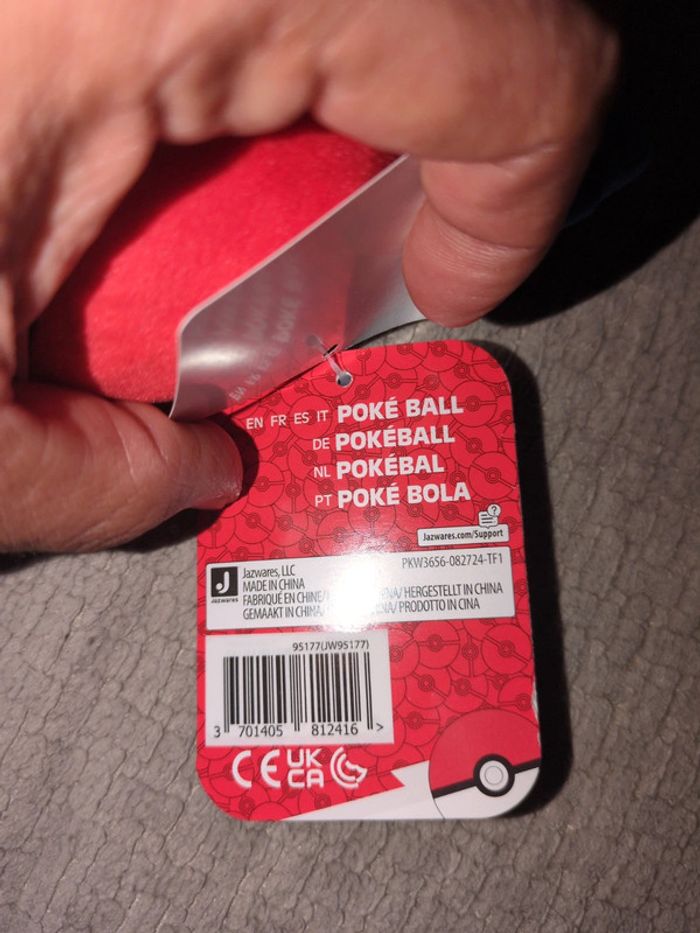 EN FR ES IT POKÉ BALL
DE POKÉBALL
NL POKÉBAL
PT POKÉ BOLA
Jazwares.com/Support
PKW3656-082724-TF1
Jazwares, LLC
MADE IN CHINA
FABRIQUÉ EN CHINE/ HERGESTELLT IN CHINA
GEMAAKT IN CHINA/ PRODOTTO IN CINA
JAZWARES
95177(JW95177)
3 701405 812416 >
CE UK CA